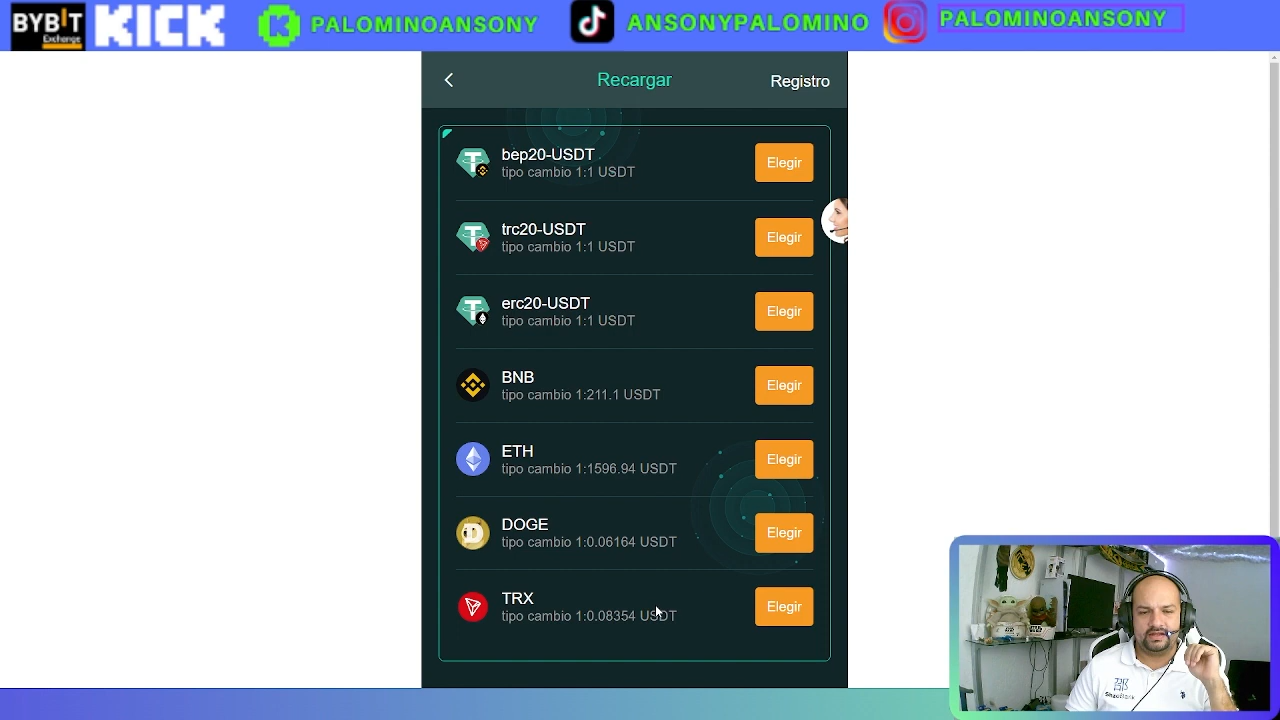 BYBIT
Exchange
KICK
PALOMINOANSONY
ANSONYPALOMINO
PALOMINOANSONY
Recargar
Registro
bep20-USDT
tipo cambio 1:1 USDT
Elegir
trc20-USDT
tipo cambio 1:1 USDT
Elegir
erc20-USDT
tipo cambio 1:1 USDT
Elegir
BNB
tipo cambio 1:211.1 USDT
Elegir
ETH
tipo cambio 1:1596.94 USDT
Elegir
DOGE
tipo cambio 1:0.06164 USDT
Elegir
TRX
tipo cambio 1:0.08354 USDT
Elegir